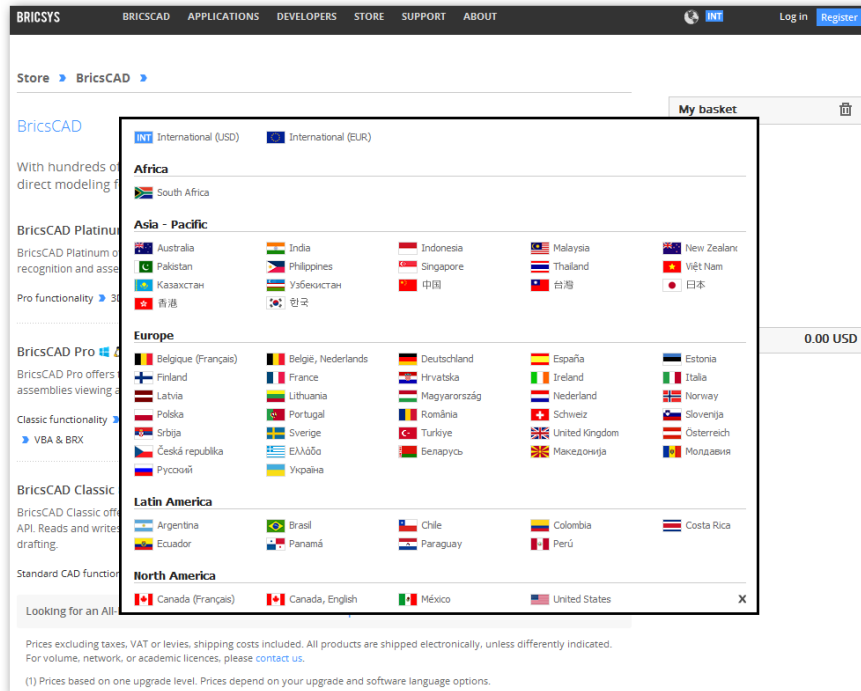 BRICSYS BRICSCAD APPLICATIONS DEVELOPERS STORE SUPPORT ABOUT INT Log in Register
Store BricsCAD
My basket
BricsCAD
INT International (USD) International (EUR)
With hundreds of
direct modeling f
Africa
South Africa
Asia - Pacific
BricsCAD Platinu
Australia India Indonesia Malaysia New Zealand
BricsCAD Platinum o
recognition and asse
Pakistan Philippines Singapore Thailand Việt Nam
Казахстан Узбекистан 中国 台灣 日本
Pro functionality 3D
香港 한국
Europe
0.00 USD
BricsCAD Pro
Belgique (Français) België, Nederlands Deutschland España Estonia
BricsCAD Pro offers t
assemblies viewing a
Finland France Hrvatska Ireland Italia
Latvia Lithuania Magyarország Nederland Norway
Classic functionality
Polska Portugal România Schweiz Slovenija
VBA & BRX
Srbija Sverige Turkiye United Kingdom Österreich
Česká republika Ελλάδα Беларусь Македонија Молдавия
Русский Україна
BricsCAD Classic
Latin America
BricsCAD Classic offe
API. Reads and writes
drafting.
Argentina Brasil Chile Colombia Costa Rica
Ecuador Panamá Paraguay Perú
Standard CAD function
North America
Canada (Français) Canada, English México United States X
Looking for an All-
Prices excluding taxes, VAT or levies, shipping costs included. All products are shipped electronically, unless differently indicated.
For volume, network, or academic licences, please contact us.
(1) Prices based on one upgrade level. Prices depend on your upgrade and software language options.